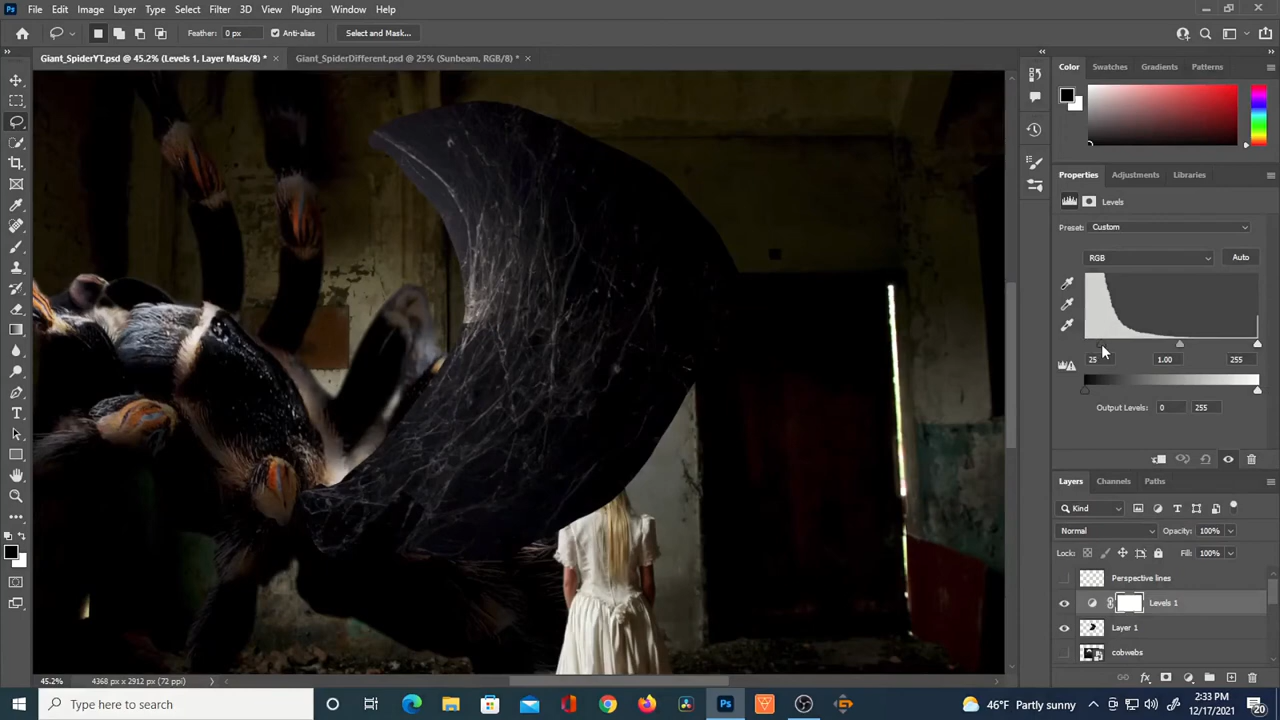 Ps File Edit Image Layer Type Select Filter 3D View Plugins Window Help
Feather: 0 px Anti-alias Select and Mask...
Giant_SpiderYT.psd @ 45.2% (Levels 1, Layer Mask/8) * × Giant_SpiderDifferent.psd @ 25% (Sunbeam, RGB/8) * ×
Color Swatches Gradients Patterns
Properties Adjustments Libraries
Levels
Preset: Custom
RGB Auto
25 1.00 255
Output Levels: 0 255
Layers Channels Paths
Kind
Normal Opacity: 100%
Lock: Fill: 100%
Perspective lines
Levels 1
Layer 1
cobwebs
45.2% 4368 px x 2912 px (72 ppi)
Type here to search
Ps
46°F Partly sunny
2:33 PM
12/17/2021
20